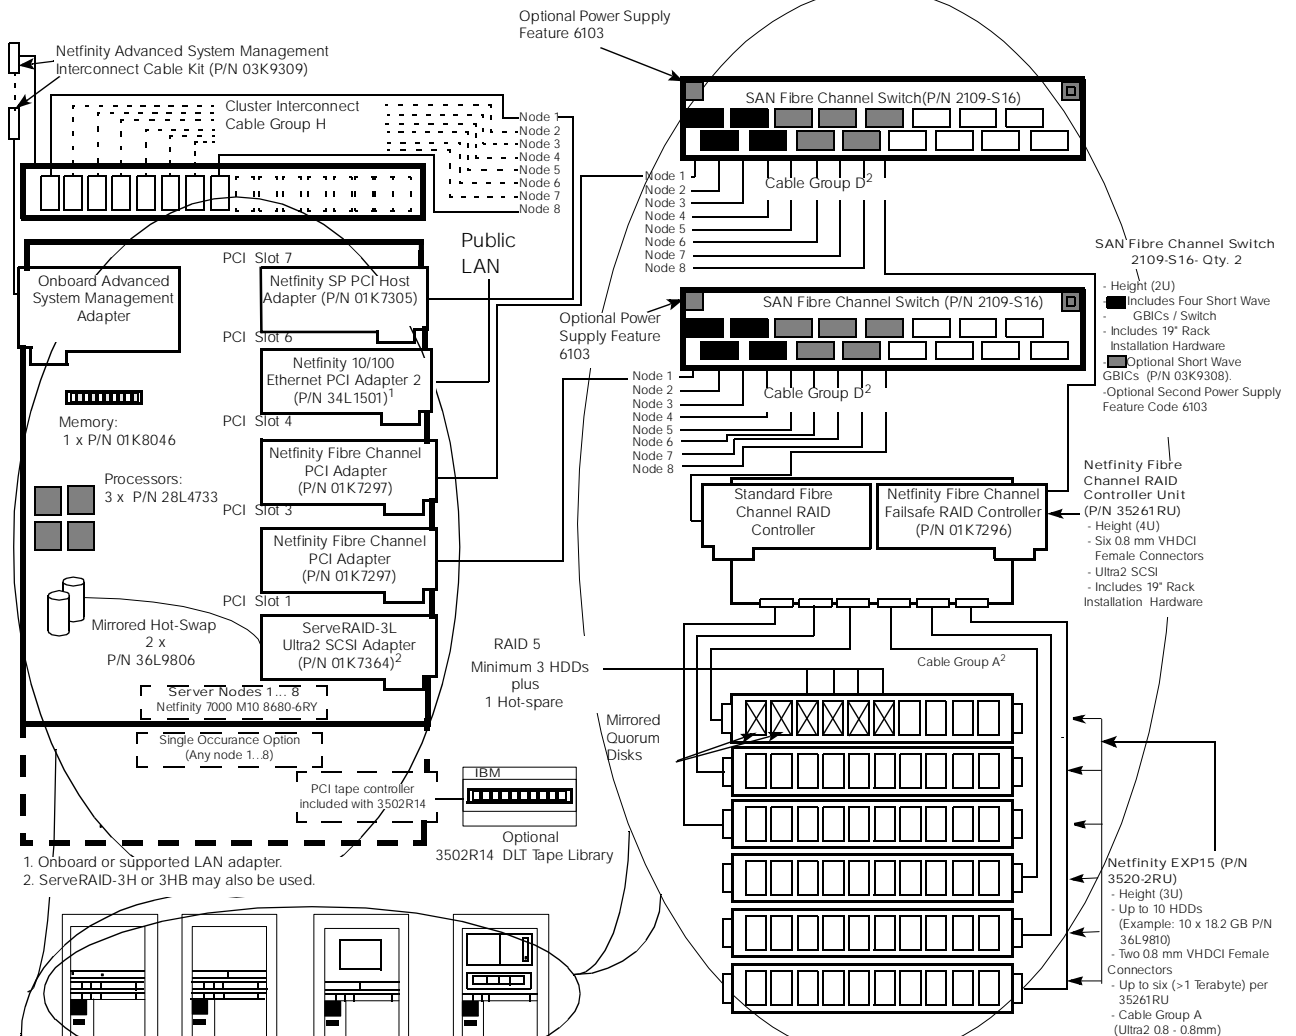 Optional Power Supply
Feature 6103
Netfinity Advanced System Management
Interconnect Cable Kit (P/N 03K9309)
Cluster Interconnect
Cable Group H
Node 1
Node 2
Node 3
Node 4
Node 5
Node 6
Node 7
Node 8
SAN Fibre Channel Switch(P/N 2109-S16)
Node 1
Node 2
Node 3
Node 4
Node 5
Node 6
Node 7
Node 8
Cable Group D2
Public
LAN
PCI Slot 7
Onboard Advanced
System Management
Adapter
Netfinity SP PCI Host
Adapter (P/N 01K7305)
PCI Slot 6
Netfinity 10/100
Ethernet PCI Adapter 2
(P/N 34L1501)1
PCI Slot 4
Netfinity Fibre Channel
PCI Adapter
(P/N 01K7297)
PCI Slot 3
Netfinity Fibre Channel
PCI Adapter
(P/N 01K7297)
PCI Slot 1
ServeRAID-3L
Ultra2 SCSI Adapter
(P/N 01K7364)2
Memory:
1 x P/N 01K8046
Processors:
3 x P/N 28L4733
Mirrored Hot-Swap
2 x
P/N 36L9806
Server Nodes 1... 8
Netfinity 7000 M10 8680-6RY
Single Occurance Option
(Any node 1...8)
PCI tape controller
included with 3502R14
IBM
Optional
3502R14 DLT Tape Library
1. Onboard or supported LAN adapter.
2. ServeRAID-3H or 3HB may also be used.
SAN Fibre Channel Switch (P/N 2109-S16)
Optional Power
Supply Feature
6103
Node 1
Node 2
Node 3
Node 4
Node 5
Node 6
Node 7
Node 8
Cable Group D2
SAN Fibre Channel Switch
2109-S16- Qty. 2
- Height (2U)
- Includes Four Short Wave
- GBICs / Switch
- Includes 19" Rack
Installation Hardware
- Optional Short Wave
GBICs (P/N 03K9308).
-Optional Second Power Supply
Feature Code 6103
Standard Fibre
Channel RAID
Controller
Netfinity Fibre Channel
Failsafe RAID Controller
(P/N 01K7296)
Netfinity Fibre
Channel RAID
Controller Unit
(P/N 35261RU)
- Height (4U)
- Six 0.8 mm VHDCI
Female Connectors
- Ultra2 SCSI
- Includes 19" Rack
Installation Hardware
RAID 5
Minimum 3 HDDs
plus
1 Hot-spare
Cable Group A2
Mirrored
Quorum
Disks
Netfinity EXP15 (P/N
3520-2RU)
- Height (3U)
- Up to 10 HDDs
(Example: 10 x 18.2 GB P/N
36L9810)
- Two 0.8 mm VHDCI Female
Connectors
- Up to six (>1 Terabyte) per
35261RU
- Cable Group A
(Ultra2 0.8 - 0.8mm)